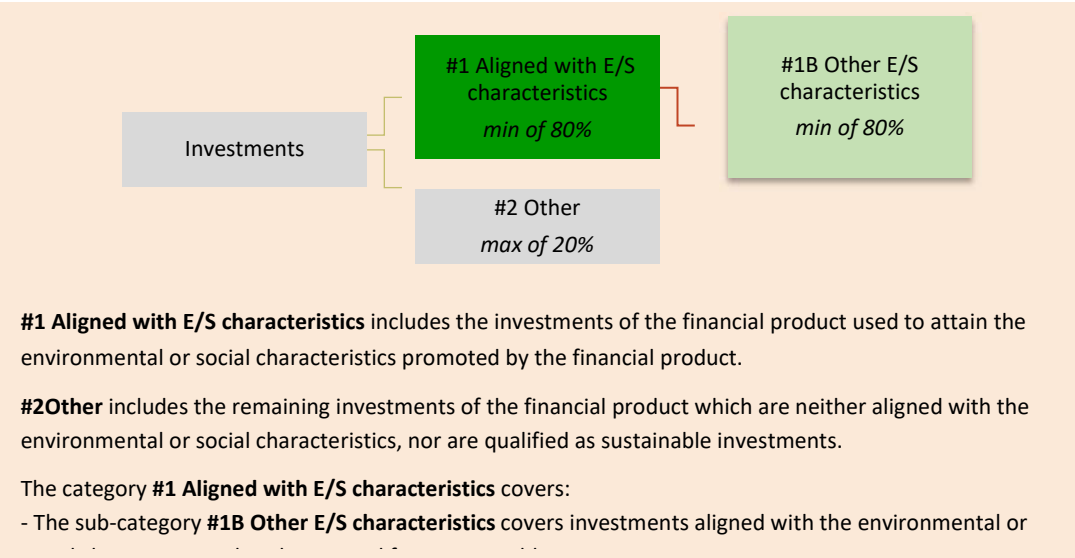 #1 Aligned with E/S
characteristics
min of 80%
#1B Other E/S
characteristics
min of 80%
Investments
#2 Other
max of 20%
#1 Aligned with E/S characteristics includes the investments of the financial product used to attain the
environmental or social characteristics promoted by the financial product.
#2Other includes the remaining investments of the financial product which are neither aligned with the
environmental or social characteristics, nor are qualified as sustainable investments.
The category #1 Aligned with E/S characteristics covers:
- The sub-category #1B Other E/S characteristics covers investments aligned with the environmental or